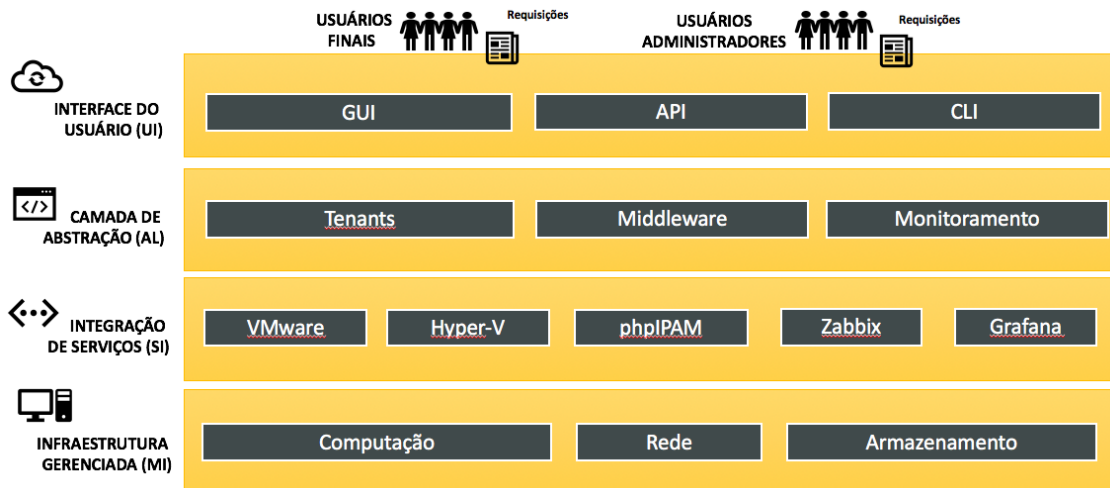 USUÁRIOS
FINAIS
Requisições
USUÁRIOS
ADMINISTRADORES
Requisições
INTERFACE DO
USUÁRIO (UI)
GUI
API
CLI
</>
CAMADA DE
ABSTRAÇÃO (AL)
Tenants
Middleware
Monitoramento
INTEGRAÇÃO
DE SERVIÇOS (SI)
VMware
Hyper-V
phpIPAM
Zabbix
Grafana
INFRAESTRUTURA
GERENCIADA (MI)
Computação
Rede
Armazenamento